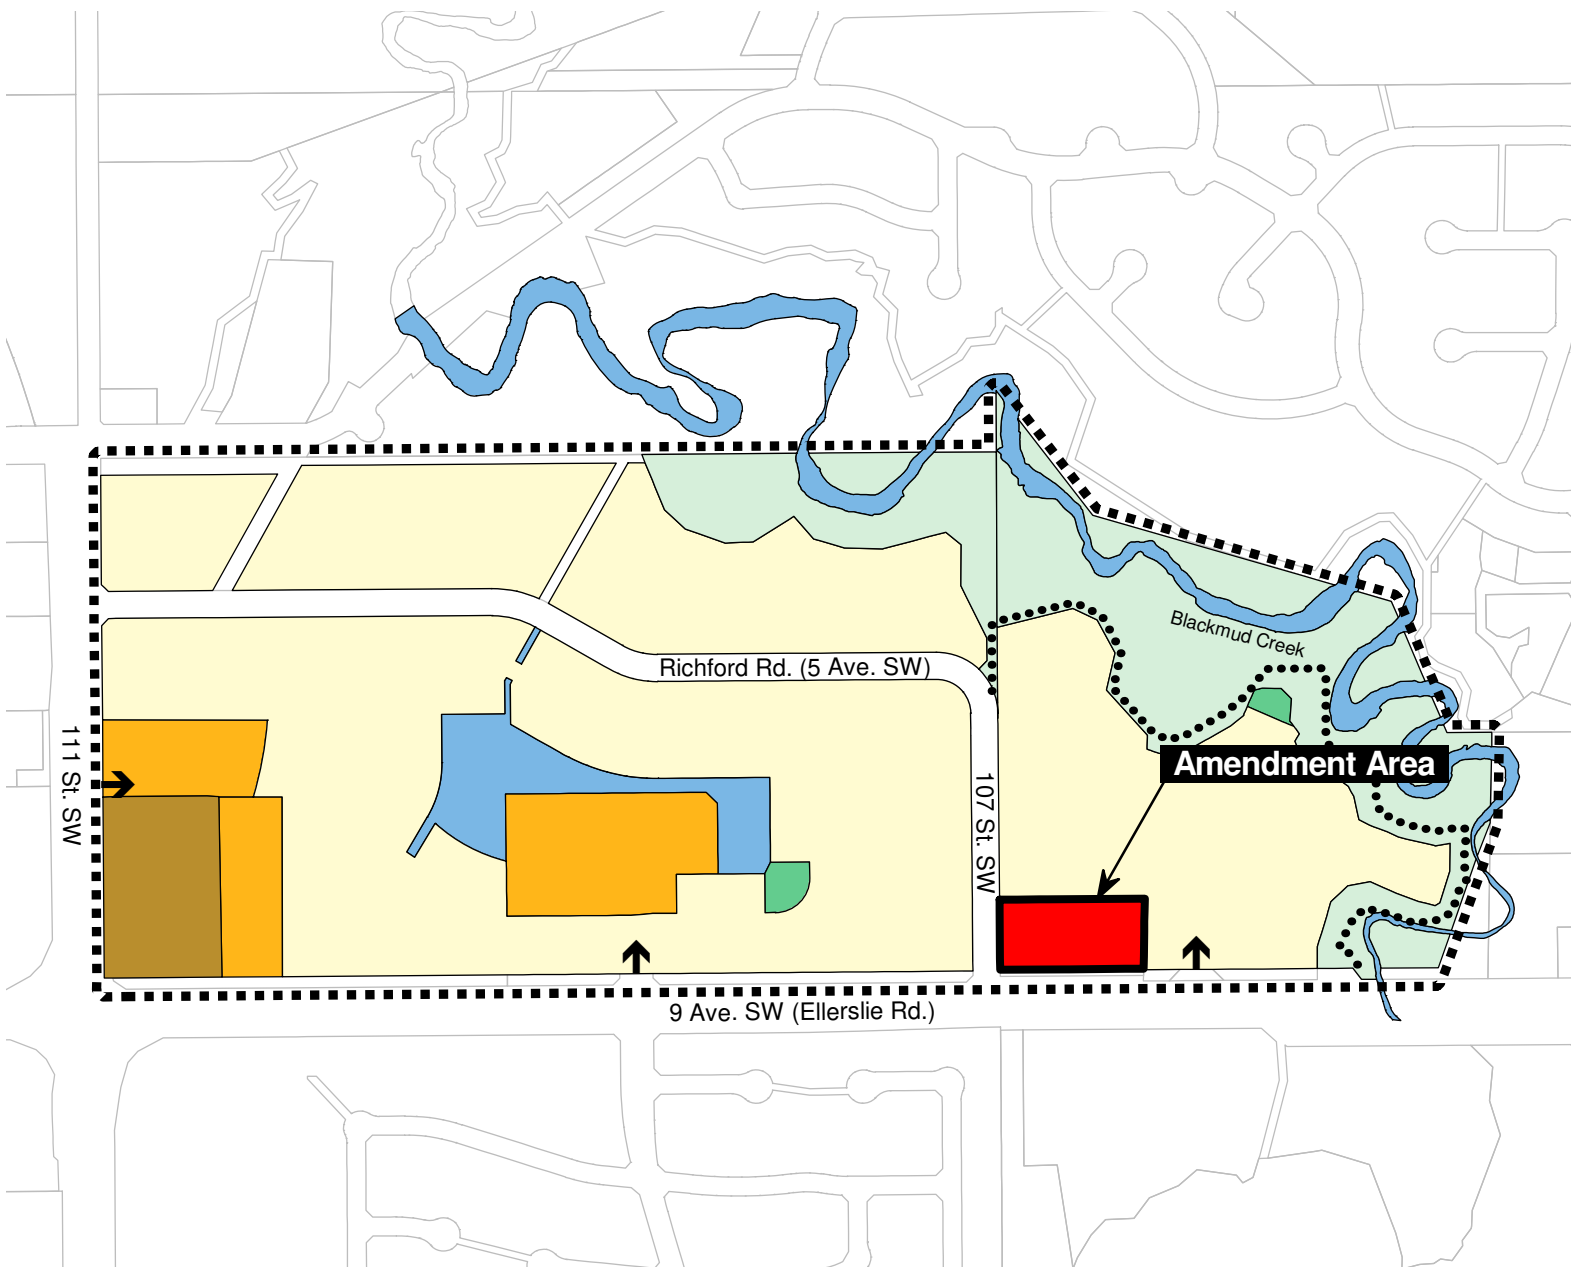 Blackmud Creek
Richford Rd. (5 Ave. SW)
111 St. SW
107 St. SW
Amendment Area
9 Ave. SW (Ellerslie Rd.)